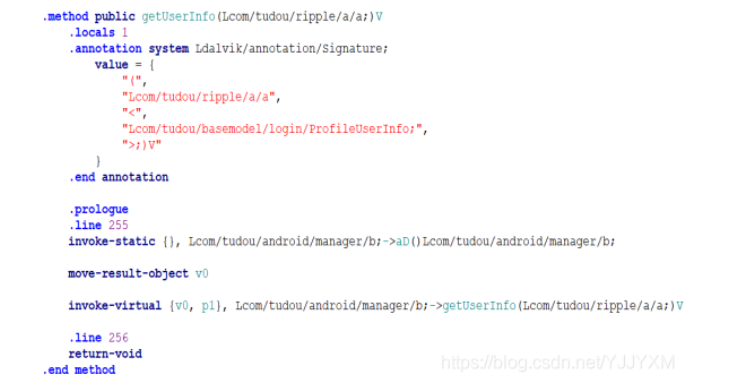 .method public getUserInfo(Lcom/tudou/ripple/a/a;)V
.locals 1
.annotation system Ldalvik/annotation/Signature;
value = {
"(",
"Lcom/tudou/ripple/a/a",
"<",
"Lcom/tudou/basemodel/login/ProfileUserInfo;",
">;)V"
}
.end annotation
.prologue
.line 255
invoke-static {}, Lcom/tudou/android/manager/b;->aD()Lcom/tudou/android/manager/b;
move-result-object v0
invoke-virtual {v0, p1}, Lcom/tudou/android/manager/b;->getUserInfo(Lcom/tudou/ripple/a/a;)V
.line 256
return-void
.end method
https://blog.csdn.net/YJJYXM